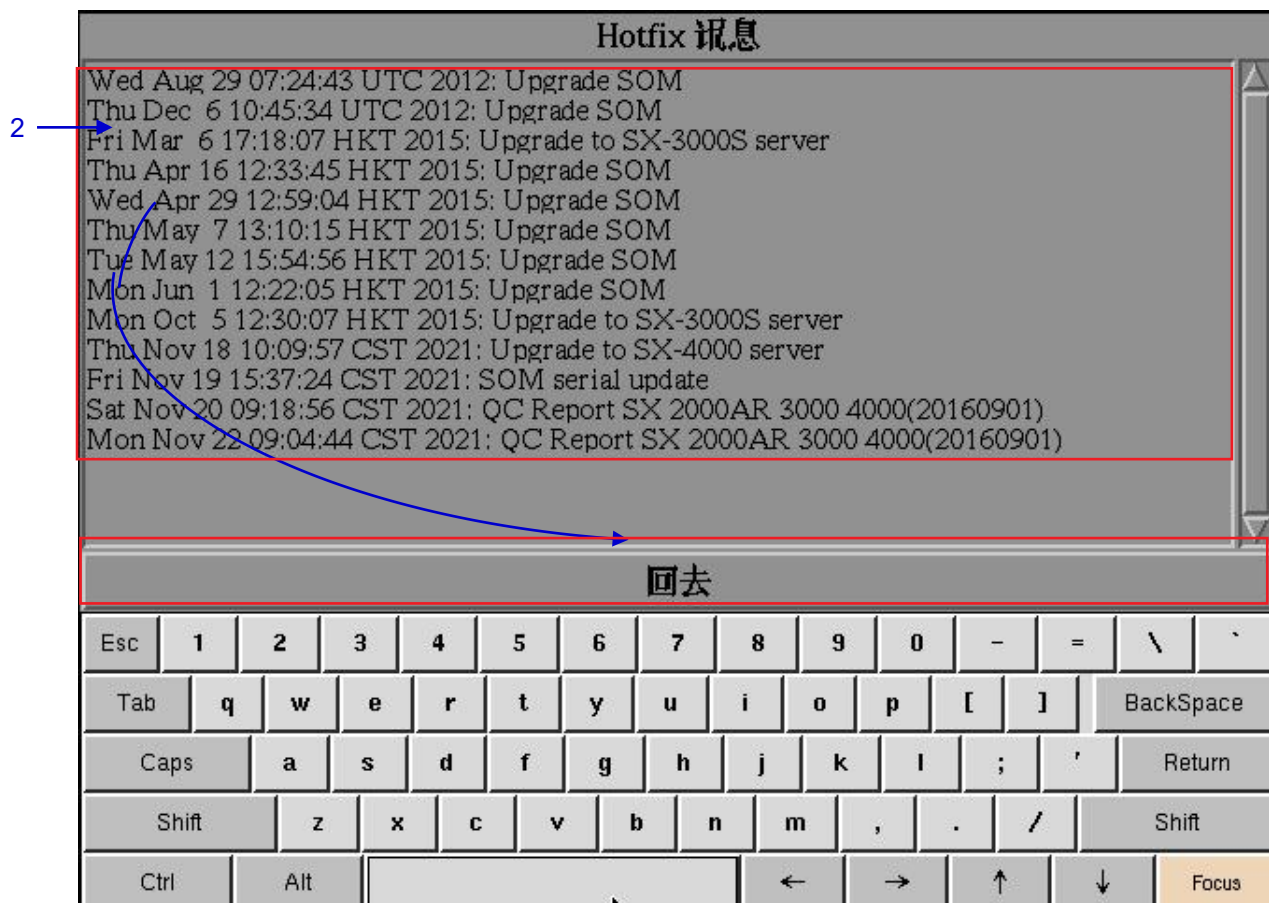 Hotfix 讯息
Wed Aug 29 07:24:43 UTC 2012: Upgrade SOM
Thu Dec  6 10:45:34 UTC 2012: Upgrade SOM
2
Fri Mar  6 17:18:07 HKT 2015: Upgrade to SX-3000S server
Thu Apr 16 12:33:45 HKT 2015: Upgrade SOM
Wed Apr 29 12:59:04 HKT 2015: Upgrade SOM
Thu May  7 13:10:15 HKT 2015: Upgrade SOM
Tue May 12 15:54:56 HKT 2015: Upgrade SOM
Mon Jun  1 12:22:05 HKT 2015: Upgrade SOM
Mon Oct  5 12:30:07 HKT 2015: Upgrade to SX-3000S server
Thu Nov 18 10:09:57 CST 2021: Upgrade to SX-4000 server
Fri Nov 19 15:37:24 CST 2021: SOM serial update
Sat Nov 20 09:18:56 CST 2021: QC Report SX 2000AR 3000 4000(20160901)
Mon Nov 22 09:04:44 CST 2021: QC Report SX 2000AR 3000 4000(20160901)
回去
Esc 1 2 3 4 5 6 7 8 9 0 - = \ `
Tab q w e r t y u i o p [ ] BackSpace
Caps a s d f g h j k l ; ' Return
Shift z x c v b n m , . / Shift
Ctrl Alt ← → ↑ ↓ Focus